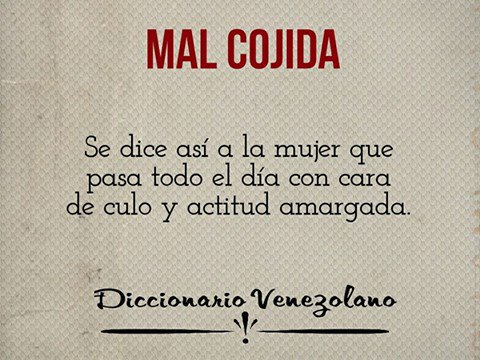 MAL COJIDA
Se dice así a la mujer que
pasa todo el día con cara
de culo y actitud amargada.
Diccionario Venezolano